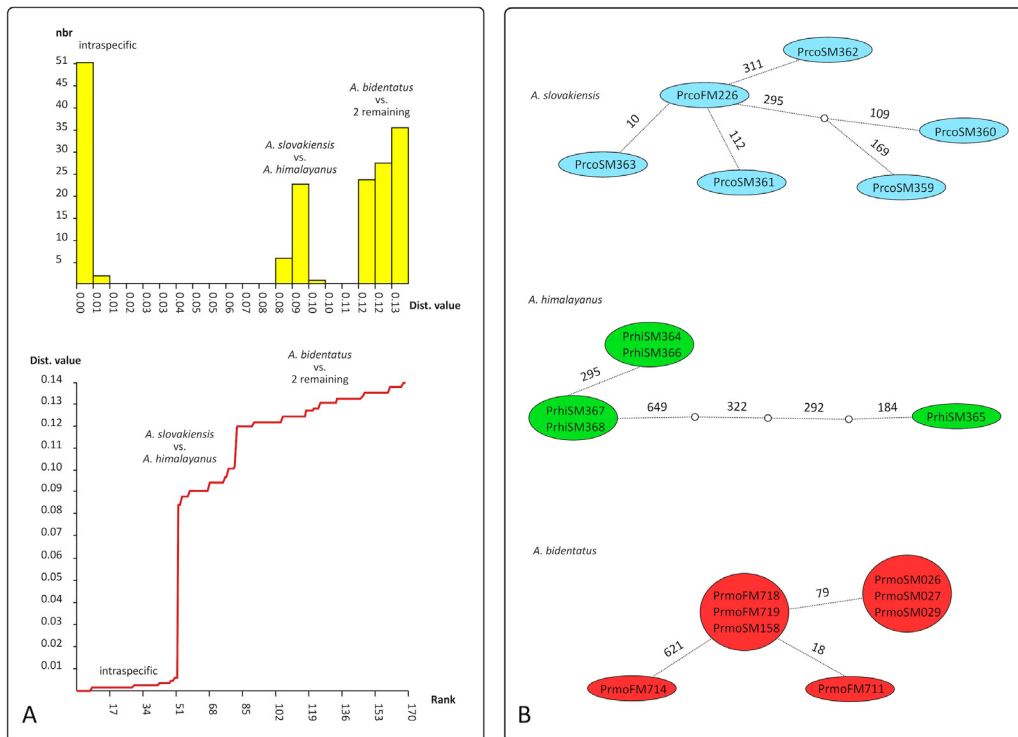 nbr
intraspecific
51
45
40
35
30
25
20
15
10
5
A. bidentatus
vs.
2 remaining
A. slovakiensis
vs.
A. himalayanus
0.00
0.01
0.01
0.02
0.02
0.03
0.04
0.04
0.05
0.06
0.06
0.07
0.08
0.09
0.10
0.10
0.12
0.12
0.13
Dist. value
Dist. value
0.14
0.13
0.12
0.11
0.10
0.09
0.08
0.07
0.06
0.05
0.04
0.03
0.02
0.01
A. bidentatus
vs.
2 remaining
A. slovakiensis
vs.
A. himalayanus
intraspecific
17
34
51
68
85
102
119
136
153
170
Rank
A
A. slovakiensis
PrcoSM362
311
PrcoFM226
295
109
10
112
169
PrcoSM360
PrcoSM363
PrcoSM361
PrcoSM359
A. himalayanus
PrhiSM364
PrhiSM366
295
PrhiSM367
PrhiSM368
649
322
292
184
PrhiSM365
A. bidentatus
PrmoFM718
PrmoFM719
PrmoSM158
79
PrmoSM026
PrmoSM027
PrmoSM029
621
18
PrmoFM714
PrmoFM711
B